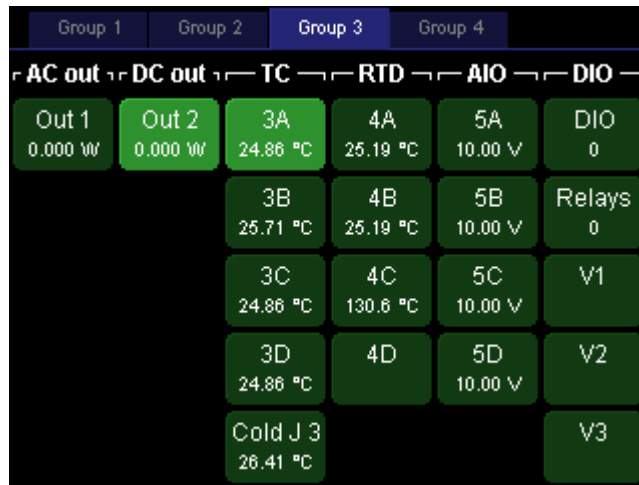 Group 1 Group 2 Group 3 Group 4
AC out DC out TC RTD AIO DIO
Out 1 Out 2 3A 4A 5A DIO
0.000 W 0.000 W 24.86 °C 25.19 °C 10.00 V 0
3B 4B 5B Relays
25.71 °C 25.19 °C 10.00 V 0
3C 4C 5C V1
24.86 °C 130.6 °C 10.00 V
3D 4D 5D V2
24.86 °C 10.00 V
Cold J 3 V3
26.41 °C